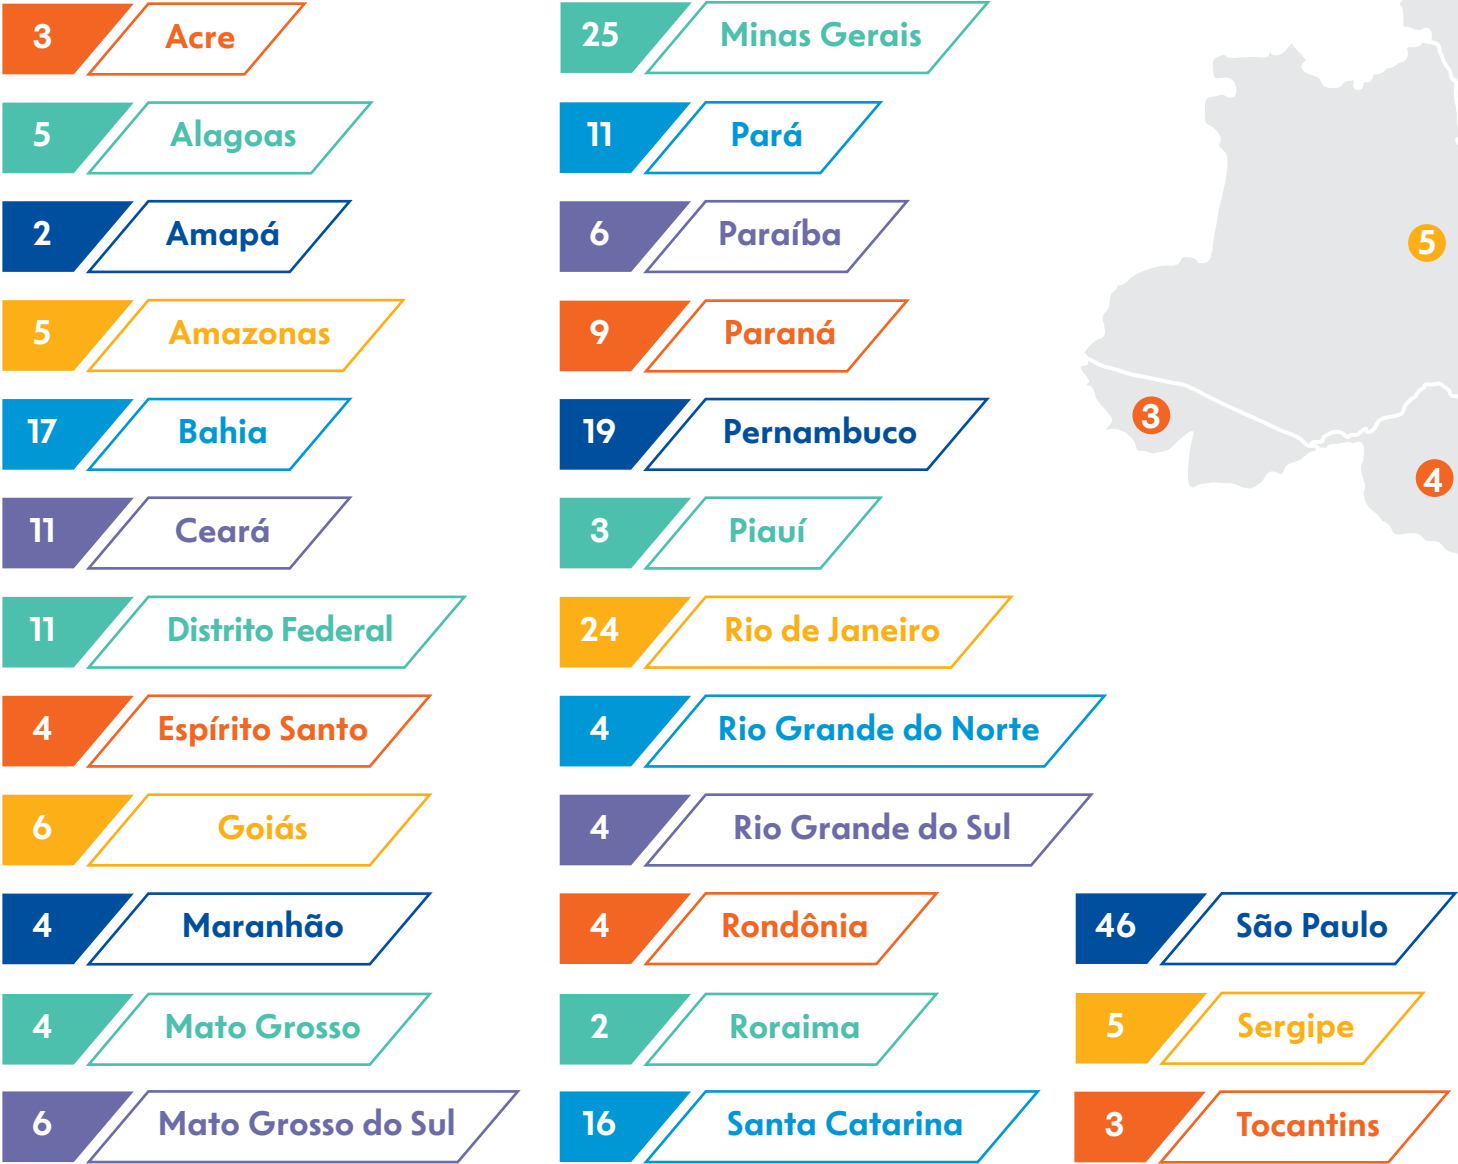 3 Acre
5 Alagoas
2 Amapá
5 Amazonas
17 Bahia
11 Ceará
11 Distrito Federal
4 Espírito Santo
6 Goiás
4 Maranhão
4 Mato Grosso
6 Mato Grosso do Sul
25 Minas Gerais
11 Pará
6 Paraíba
9 Paraná
19 Pernambuco
3 Piauí
24 Rio de Janeiro
4 Rio Grande do Norte
4 Rio Grande do Sul
4 Rondônia
2 Roraima
16 Santa Catarina
46 São Paulo
5 Sergipe
3 Tocantins
5
3
4